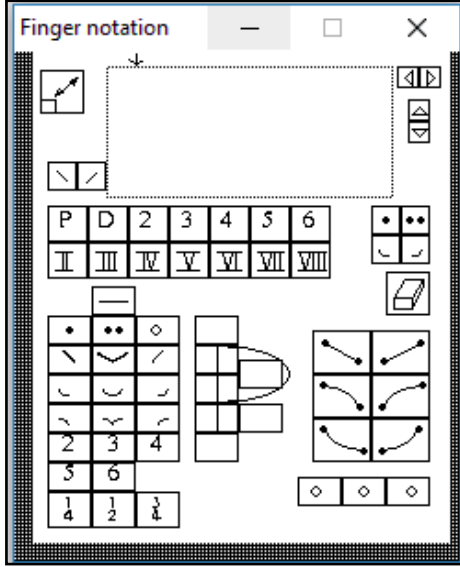 Finger notation
P D 2 3 4 5 6
II III IV V VI VII VIII
2 3 4
5 6
1/4 1/2 3/4